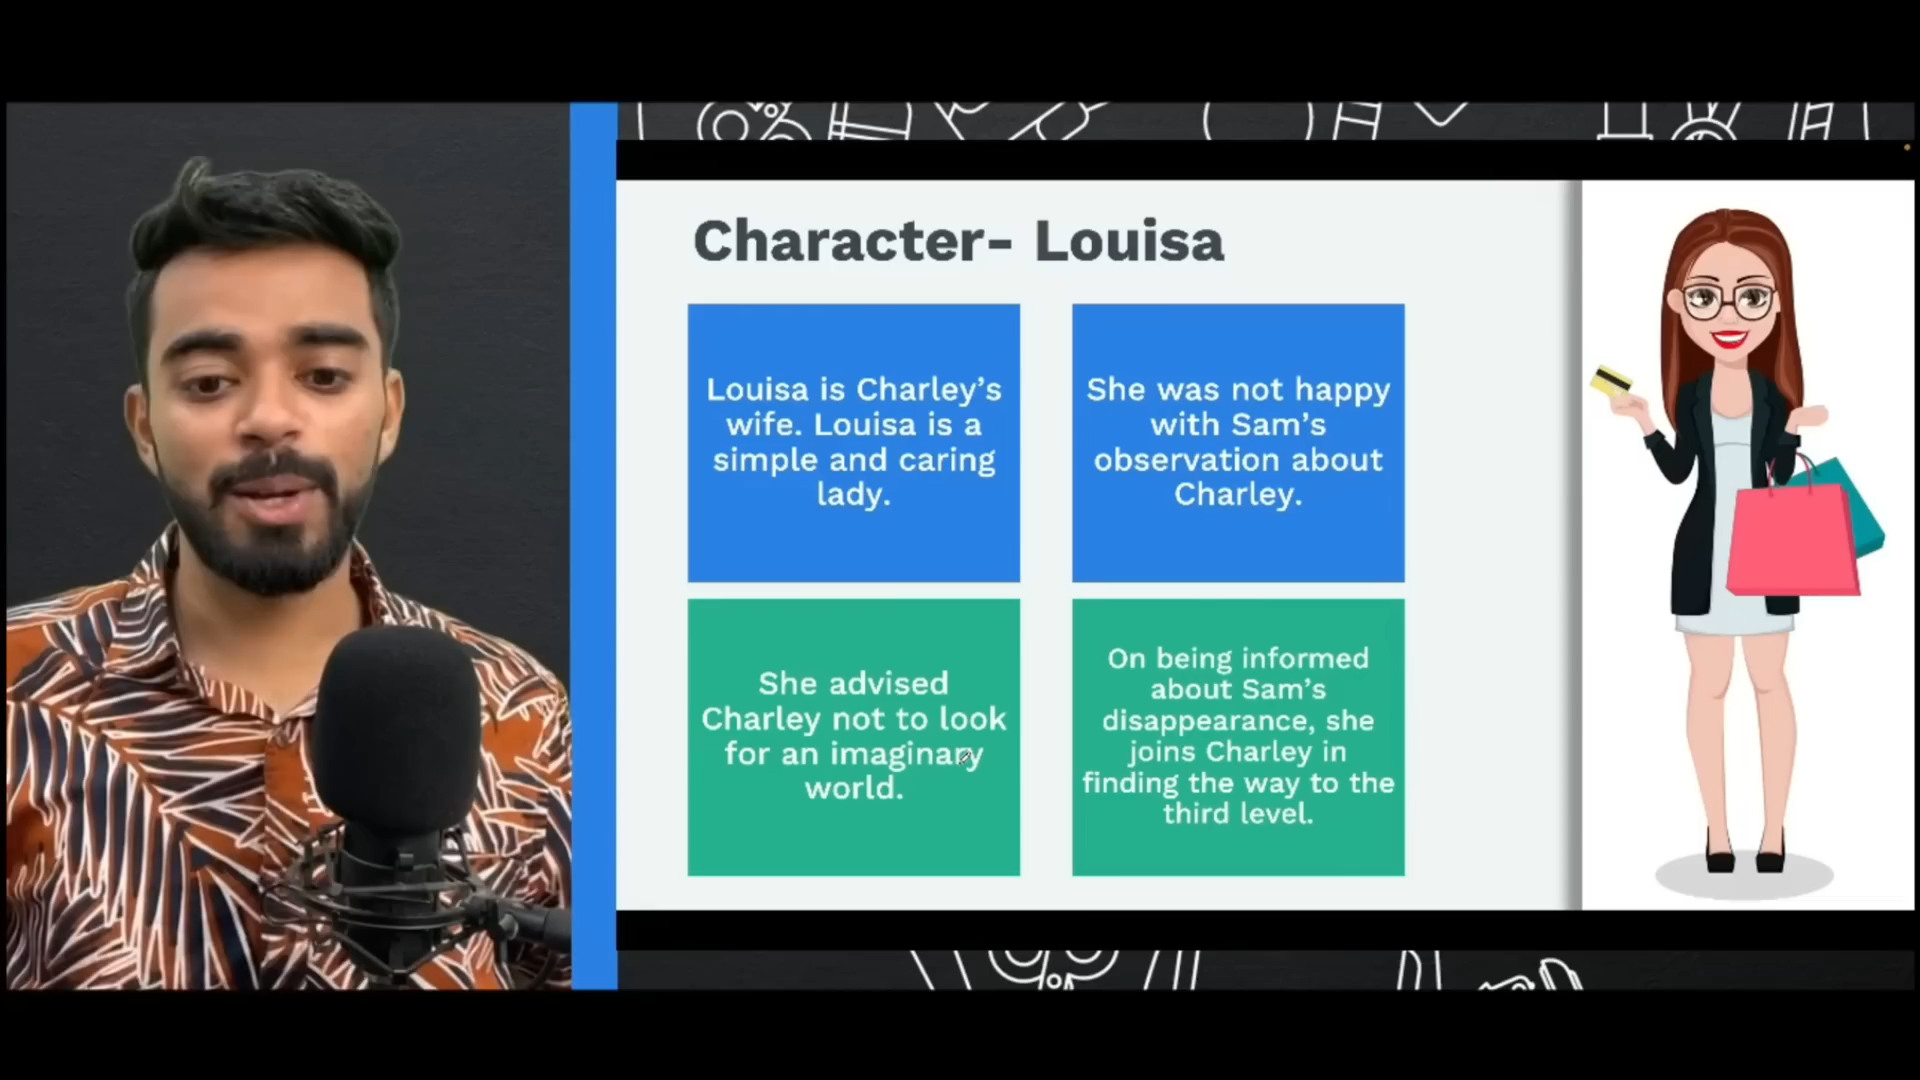 Character- Louisa
Louisa is Charley's
wife. Louisa is a
simple and caring
lady.
She was not happy
with Sam's
observation about
Charley.
She advised
Charley not to look
for an imaginary
world.
On being informed
about Sam's
disappearance, she
joins Charley in
finding the way to the
third level.